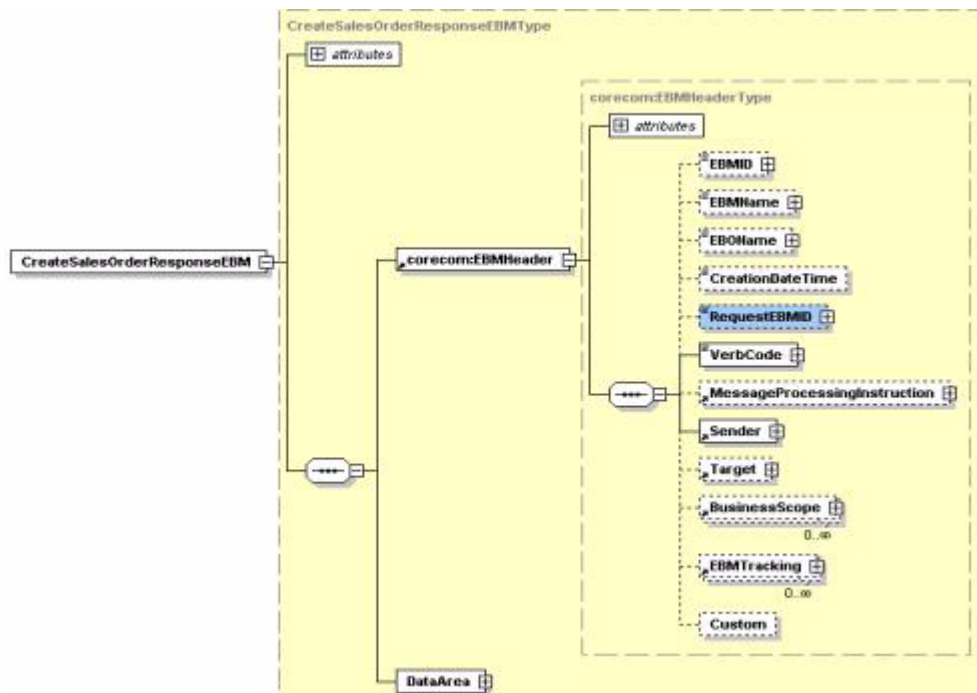 CreateSalesOrderResponseEBMType
attributes
corecom:EBMHeaderType
attributes
EBMID
EBMName
EBOName
CreationDateTime
RequestEBMID
VerbCode
MessageProcessingInstruction
Sender
Target
BusinessScope
0..∞
EBMTracking
0..∞
Custom
corecom:EBMHeader
CreateSalesOrderResponseEBM
DataArea